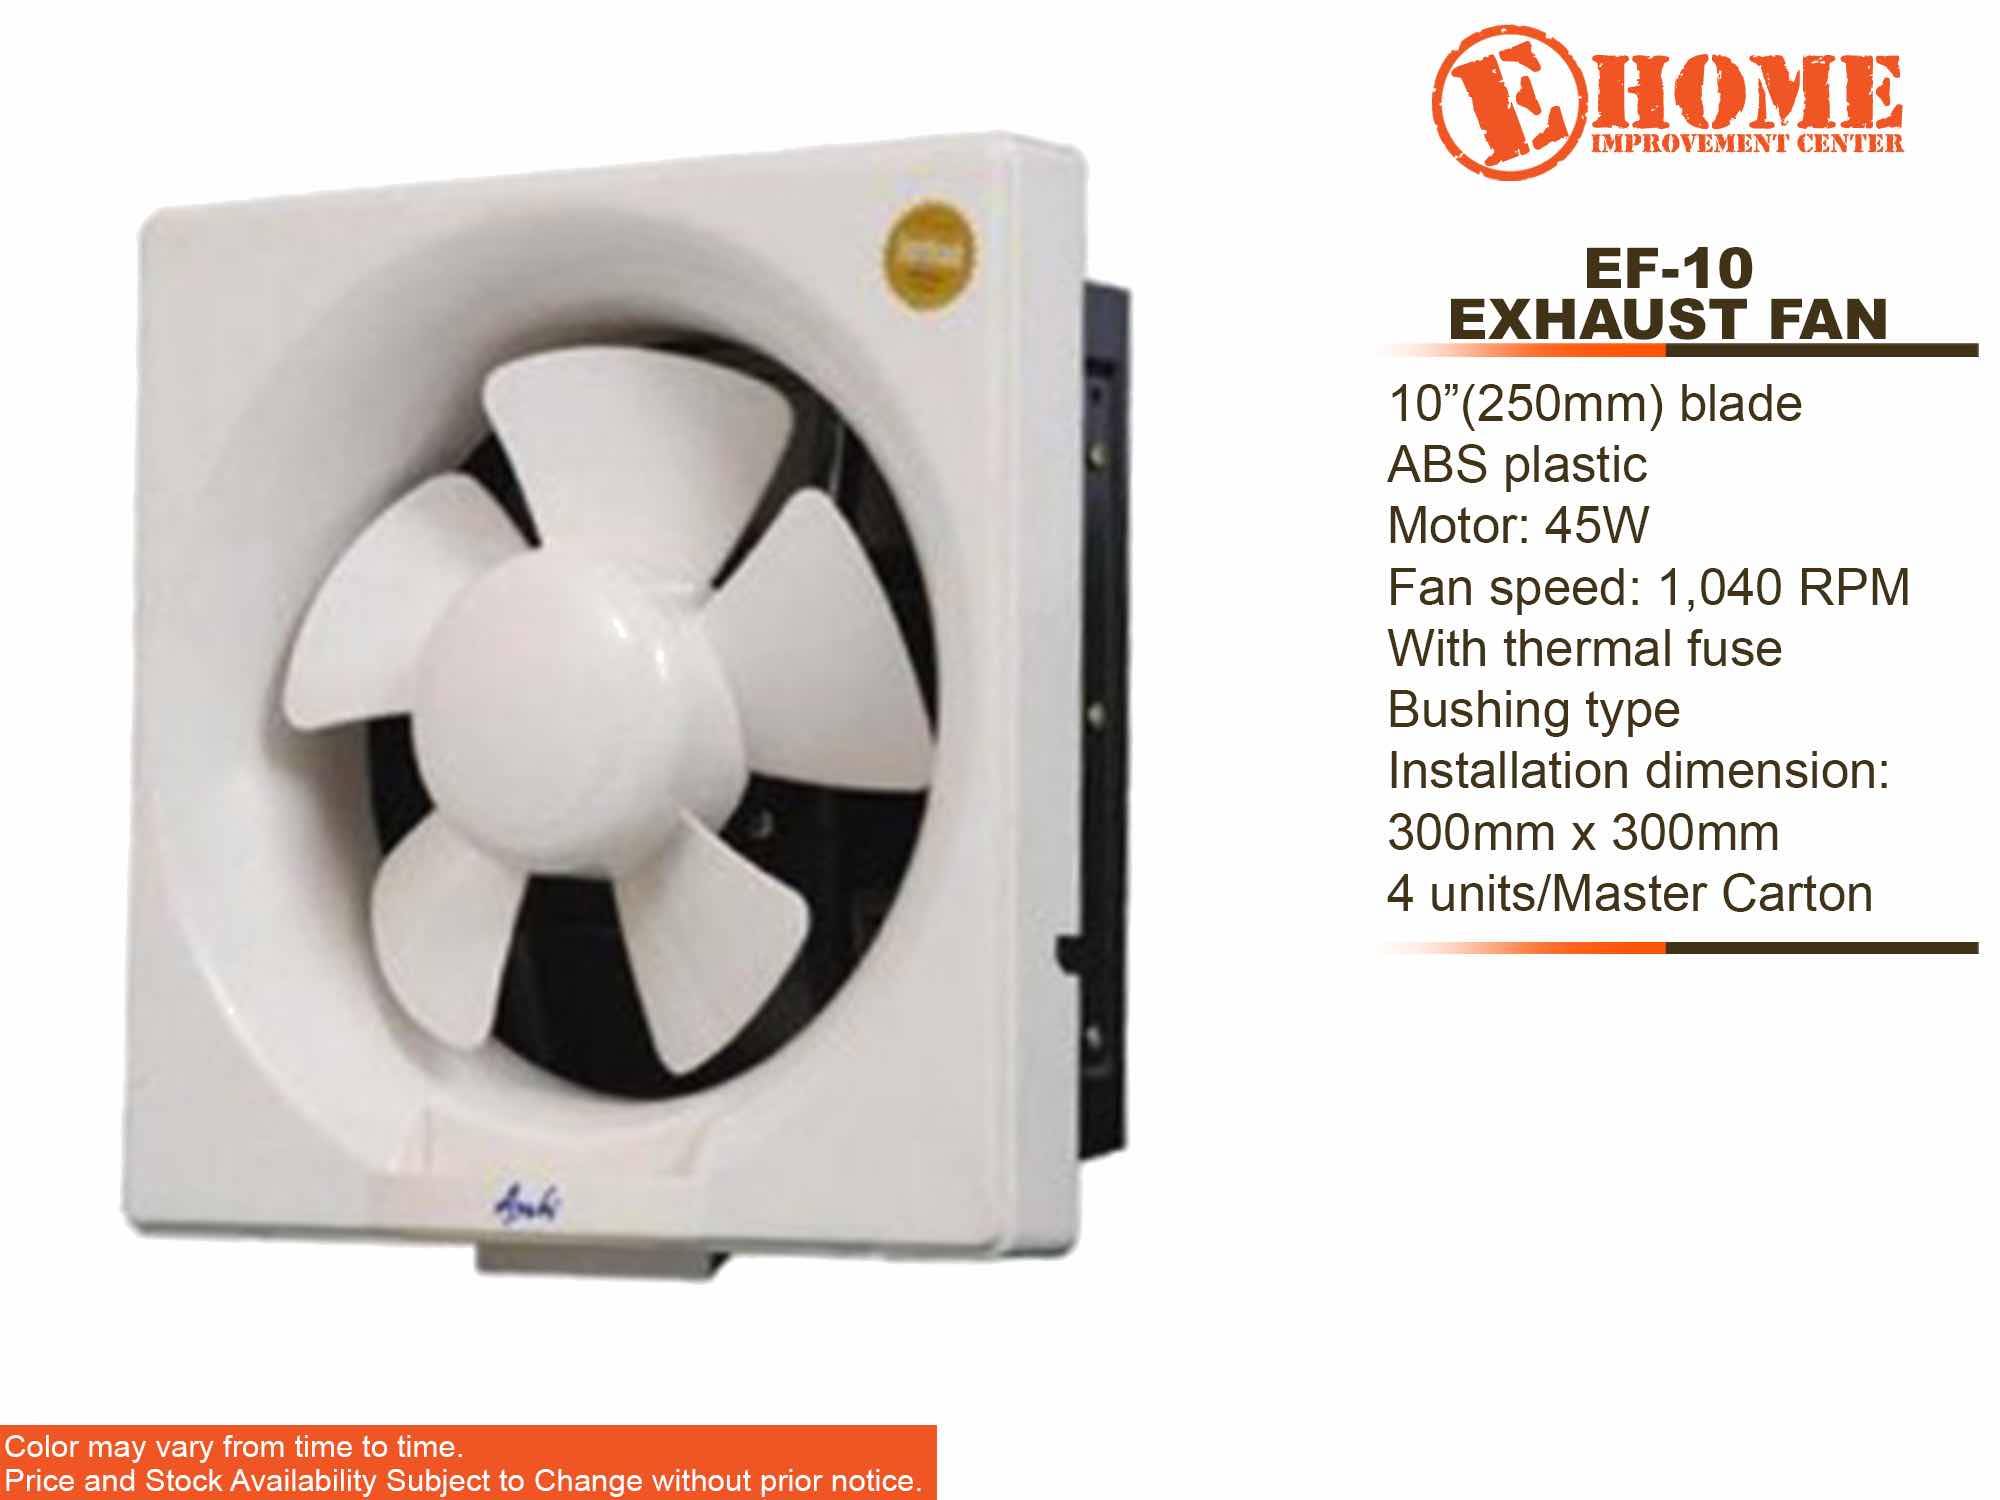 E HOME
IMPROVEMENT CENTER
EF-10
EXHAUST FAN
10”(250mm) blade
ABS plastic
Motor: 45W
Fan speed: 1,040 RPM
With thermal fuse
Bushing type
Installation dimension:
300mm x 300mm
4 units/Master Carton
Asahi
Color may vary from time to time.
Price and Stock Availability Subject to Change without prior notice.